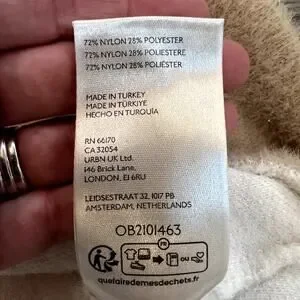 72% NYLON 28% POLYESTER
72% NYLON 28% POLIESTERE
72% NYLON 28% POLIÉSTER
MADE IN TURKEY
MADE IN TÜRKIYE
HECHO EN TURQUÍA
RN 66170
CA 32054
URBN UK Ltd.
146 Brick Lane,
LONDON, E1 6RU
LEIDSESTRAAT 32, 1017 PB
AMSTERDAM, NETHERLANDS
OB2101463
FR
ou
quefairedemesdechets.fr